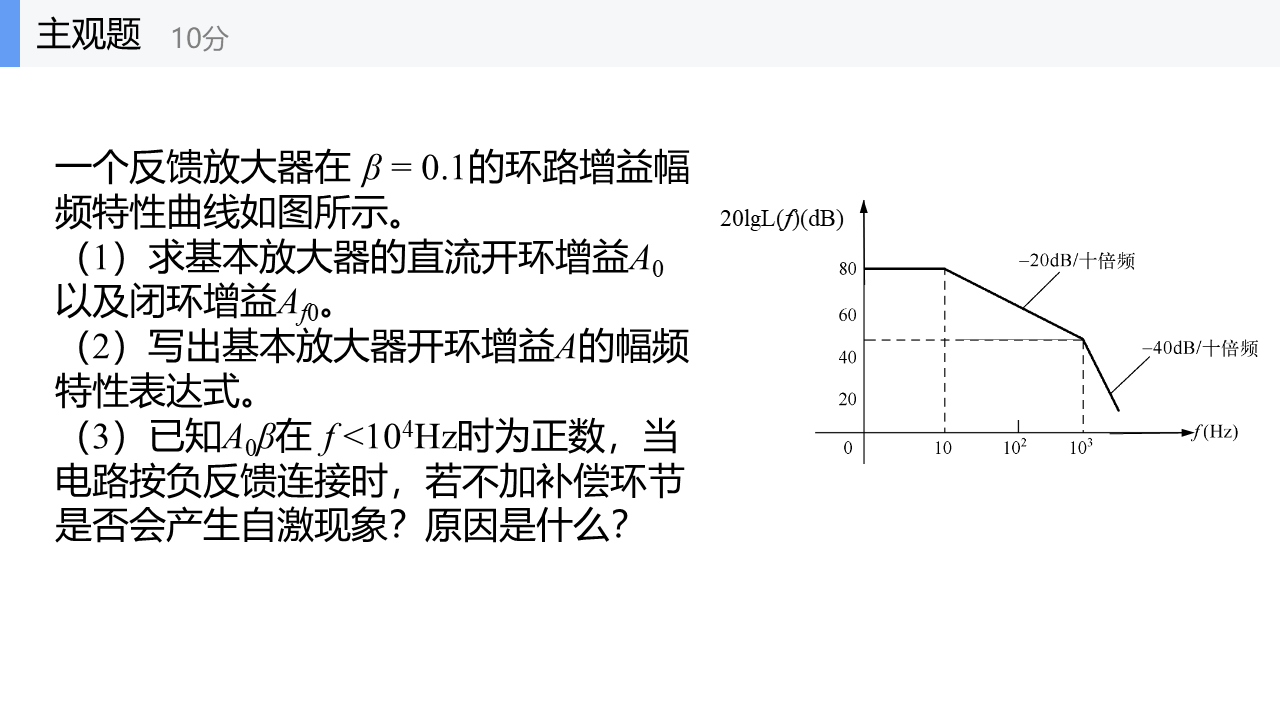 主观题 10分
一个反馈放大器在 β = 0.1的环路增益幅
频特性曲线如图所示。
（1）求基本放大器的直流开环增益A₀
以及闭环增益A_f0。
（2）写出基本放大器开环增益A的幅频
特性表达式。
（3）已知A₀β在 f <10⁴Hz时为正数，当
电路按负反馈连接时，若不加补偿环节
是否会产生自激现象？原因是什么？
20lgL(f)(dB)
–20dB/十倍频
80
60
–40dB/十倍频
40
20
f (Hz)
0 10 10² 10³